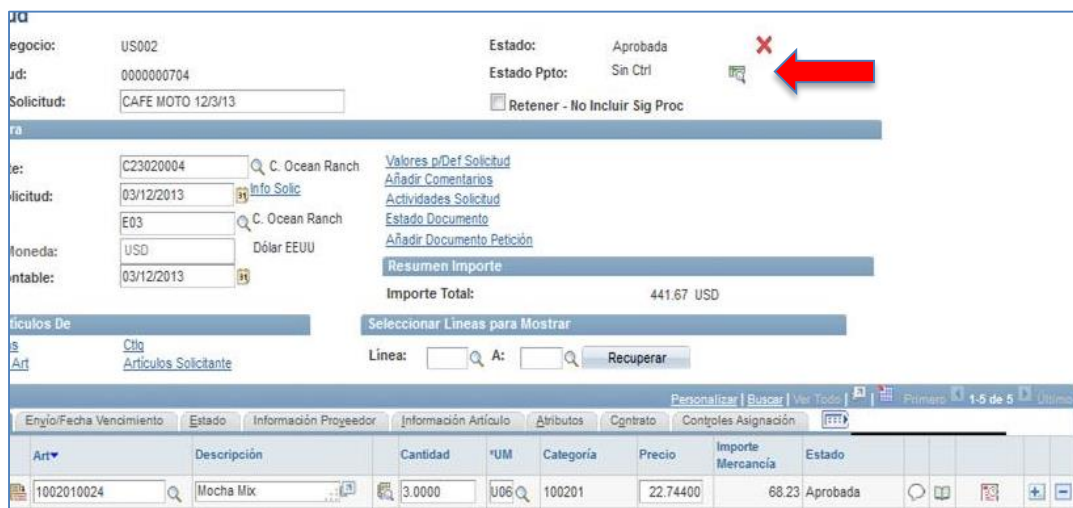 ud
egocio: US002 Estado: Aprobada
ud: 0000000704 Estado Ppto: Sin Ctrl
Solicitud: CAFE MOTO 12/3/13 Retener - No Incluir Sig Proc
ra
te: C23020004 C. Ocean Ranch Valores p/Def Solicitud
Añadir Comentarios
licitud: 03/12/2013 31 Info Solic Actividades Solicitud
E03 C. Ocean Ranch Estado Documento
Moneda: USD Dólar EEUU Añadir Documento Petición
Resumen Importe
ntable: 03/12/2013 31
Importe Total: 441.67 USD
tículos De Seleccionar Líneas para Mostrar
s Ctlg
Art Artículos Solicitante Línea: A: Recuperar
Personalizar | Buscar | Ver Todo | Primero 1-5 de 5 Último
Envío/Fecha Vencimiento Estado Información Proveedor Información Artículo Atributos Contrato Controles Asignación
Art Descripción Cantidad *UM Categoría Precio Importe Mercancía Estado
1002010024 Mocha Mix 3.0000 U06 100201 22.74400 68.23 Aprobada